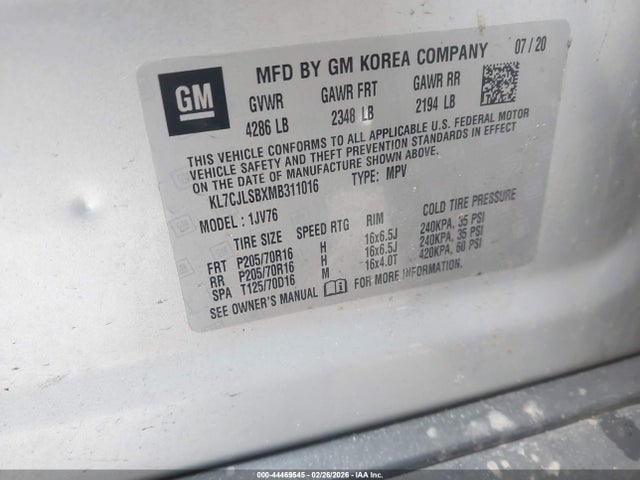 GM
MFD BY GM KOREA COMPANY 07/20
GVWR GAWR FRT GAWR RR
4286 LB 2348 LB 2194 LB
THIS VEHICLE CONFORMS TO ALL APPLICABLE U.S. FEDERAL MOTOR
VEHICLE SAFETY AND THEFT PREVENTION STANDARDS IN EFFECT
ON THE DATE OF MANUFACTURE SHOWN ABOVE.
KL7CJLSBXMB311016 TYPE: MPV
MODEL: 1JV76
TIRE SIZE SPEED RTG RIM COLD TIRE PRESSURE
FRT P205/70R16 H 16x6.5J 240KPA, 35 PSI
RR P205/70R16 H 16x6.5J 240KPA, 35 PSI
SPA T125/70D16 M 16x4.0T 420KPA, 60 PSI
SEE OWNER'S MANUAL FOR MORE INFORMATION.
000-44469545 - 02/26/2026 - IAA Inc.